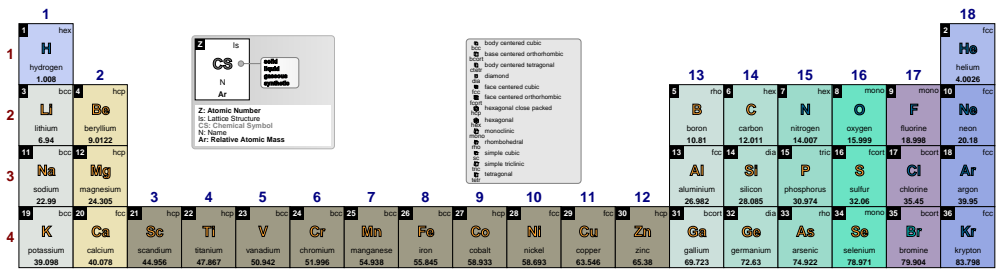 1
18
1
1 hex
H
hydrogen
1.008
Z
ls
CS
N
Ar
solid
liquid
gaseous
synthetic
Z: Atomic Number
ls: Lattice Structure
CS: Chemical Symbol
N: Name
Ar: Relative Atomic Mass
body centered cubic
bcc
base centered orthorhombic
bcort
body centered tetragonal
ctetr
diamond
dia
face centered cubic
fcc
face centered orthorhombic
fcort
hexagonal close packed
hcp
hexagonal
hex
monoclinic
mono
rhombohedral
rho
simple cubic
sc
simple triclinic
tric
tetragonal
tetr
2 fcc
He
helium
4.0026
2 13 14 15 16 17
2
3 bcc 4 hcp 5 rho 6 hex 7 hex 8 mono 9 mono 10 fcc
Li Be B C N O F Ne
lithium beryllium boron carbon nitrogen oxygen fluorine neon
6.94 9.0122 10.81 12.011 14.007 15.999 18.998 20.18
3
11 bcc 12 hcp 13 fcc 14 dia 15 tric 16 fcort 17 bcort 18 fcc
Na Mg Al Si P S Cl Ar
sodium magnesium aluminium silicon phosphorus sulfur chlorine argon
22.99 24.305 26.982 28.085 30.974 32.06 35.45 39.95
3 4 5 6 7 8 9 10 11 12
4
19 bcc 20 fcc 21 hcp 22 hcp 23 bcc 24 bcc 25 bcc 26 bcc 27 hcp 28 fcc 29 fcc 30 hcp 31 bcort 32 dia 33 rho 34 mono 35 bcort 36 fcc
K Ca Sc Ti V Cr Mn Fe Co Ni Cu Zn Ga Ge As Se Br Kr
potassium calcium scandium titanium vanadium chromium manganese iron cobalt nickel copper zinc gallium germanium arsenic selenium bromine krypton
39.098 40.078 44.956 47.867 50.942 51.996 54.938 55.845 58.933 58.693 63.546 65.38 69.723 72.63 74.922 78.971 79.904 83.798